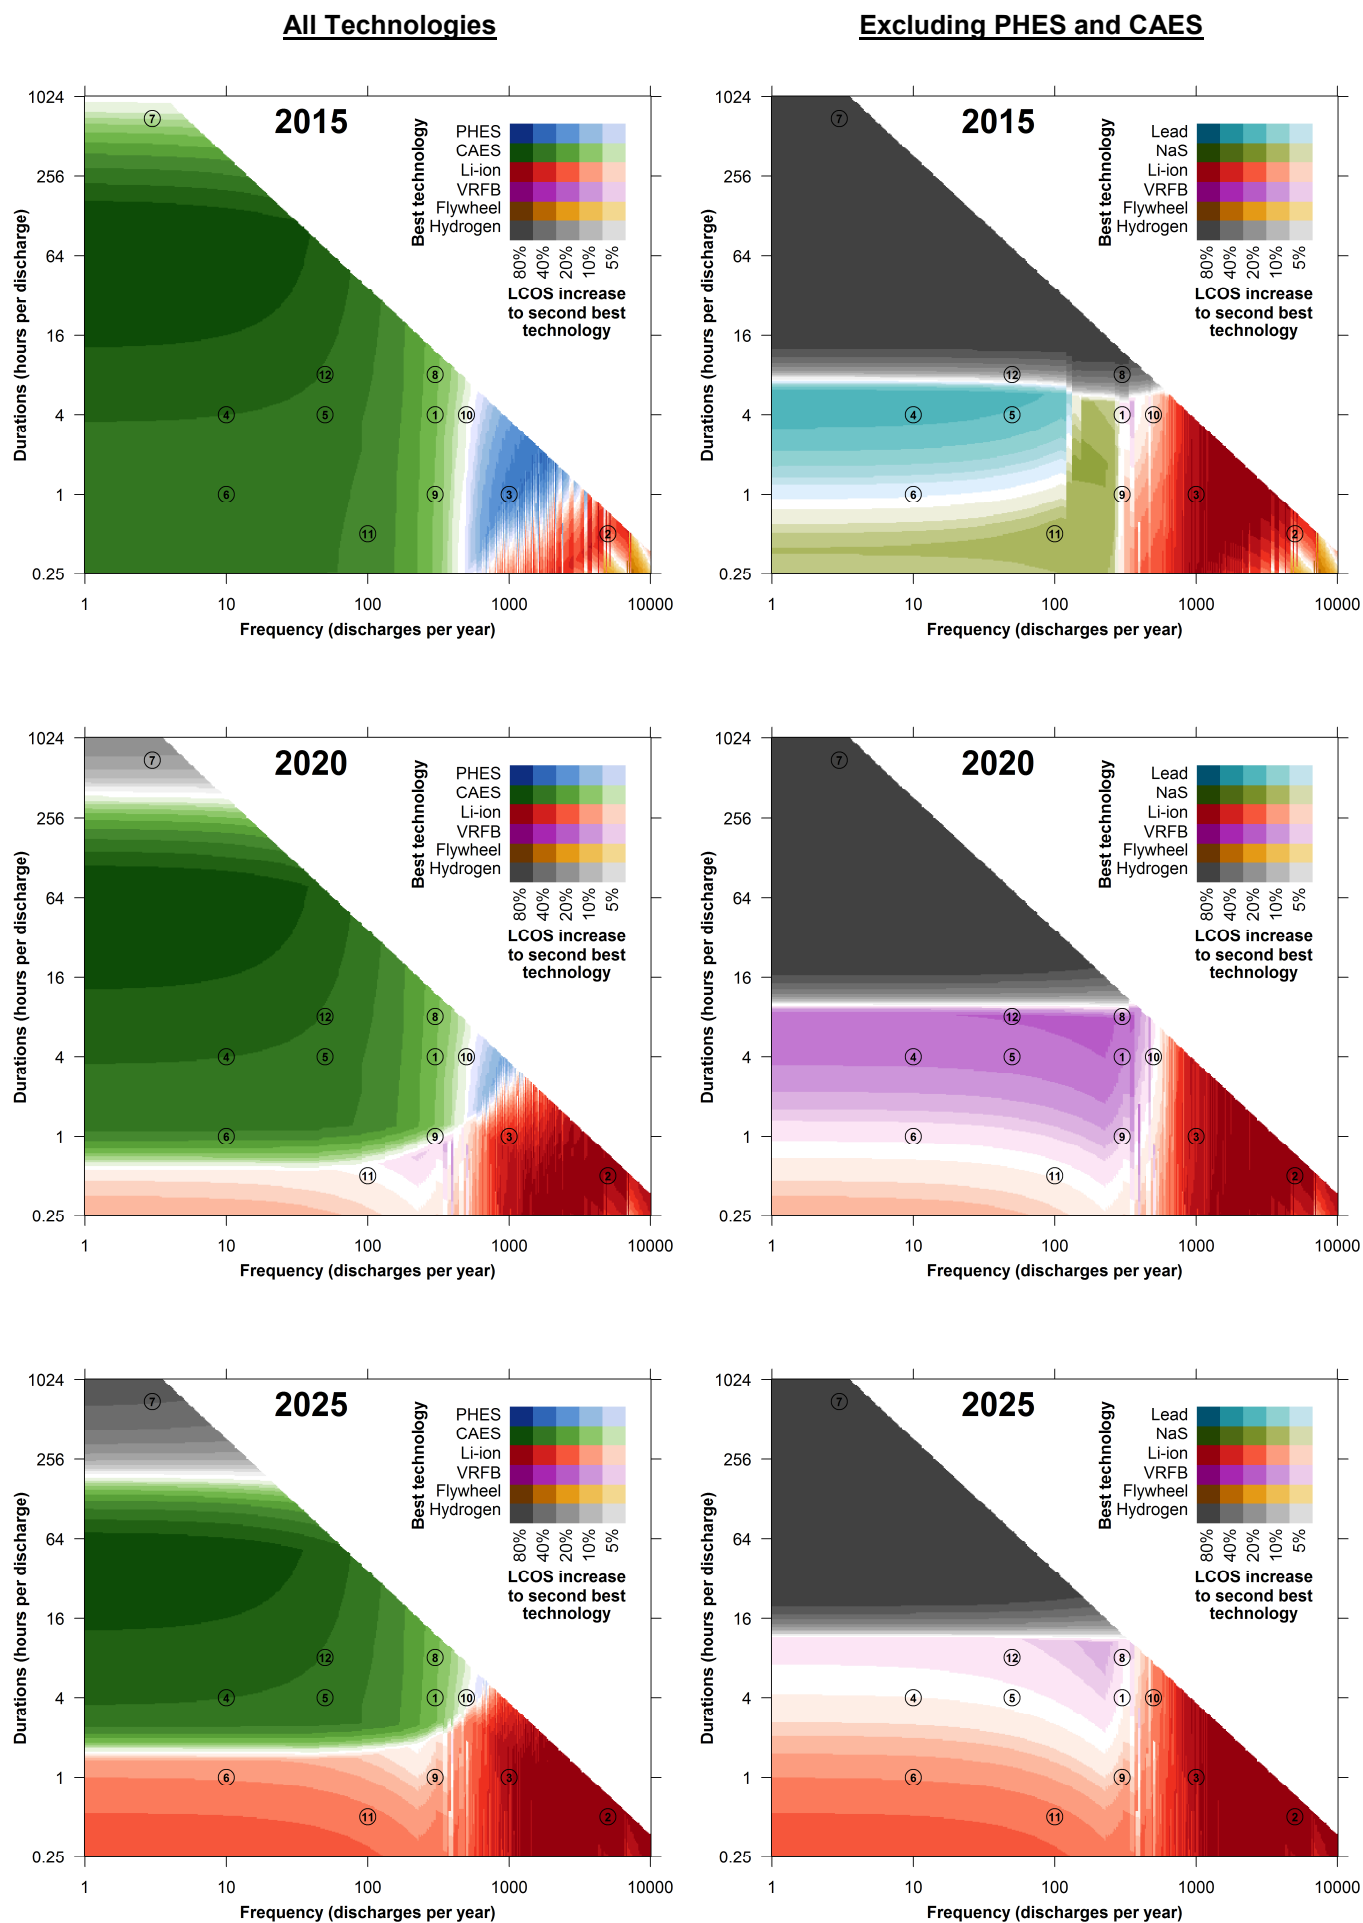 All Technologies
Excluding PHES and CAES
2015
Durations (hours per discharge)
1024
256
64
16
4
1
0.25
1
10
100
1000
10000
Frequency (discharges per year)
Best technology
PHES
CAES
Li-ion
VRFB
Flywheel
Hydrogen
80%
40%
20%
10%
5%
LCOS increase
to second best
technology
7
12
8
4
5
1
10
6
9
3
11
2
2015
Durations (hours per discharge)
1024
256
64
16
4
1
0.25
1
10
100
1000
10000
Frequency (discharges per year)
Best technology
Lead
NaS
Li-ion
VRFB
Flywheel
Hydrogen
80%
40%
20%
10%
5%
LCOS increase
to second best
technology
7
12
8
4
5
1
10
6
9
3
11
2
2020
Durations (hours per discharge)
1024
256
64
16
4
1
0.25
1
10
100
1000
10000
Frequency (discharges per year)
Best technology
PHES
CAES
Li-ion
VRFB
Flywheel
Hydrogen
80%
40%
20%
10%
5%
LCOS increase
to second best
technology
7
12
8
4
5
1
10
6
9
3
11
2
2020
Durations (hours per discharge)
1024
256
64
16
4
1
0.25
1
10
100
1000
10000
Frequency (discharges per year)
Best technology
Lead
NaS
Li-ion
VRFB
Flywheel
Hydrogen
80%
40%
20%
10%
5%
LCOS increase
to second best
technology
7
12
8
4
5
1
10
6
9
3
11
2
2025
Durations (hours per discharge)
1024
256
64
16
4
1
0.25
1
10
100
1000
10000
Frequency (discharges per year)
Best technology
PHES
CAES
Li-ion
VRFB
Flywheel
Hydrogen
80%
40%
20%
10%
5%
LCOS increase
to second best
technology
7
12
8
4
5
1
10
6
9
3
11
2
2025
Durations (hours per discharge)
1024
256
64
16
4
1
0.25
1
10
100
1000
10000
Frequency (discharges per year)
Best technology
Lead
NaS
Li-ion
VRFB
Flywheel
Hydrogen
80%
40%
20%
10%
5%
LCOS increase
to second best
technology
7
12
8
4
5
1
10
6
9
3
11
2